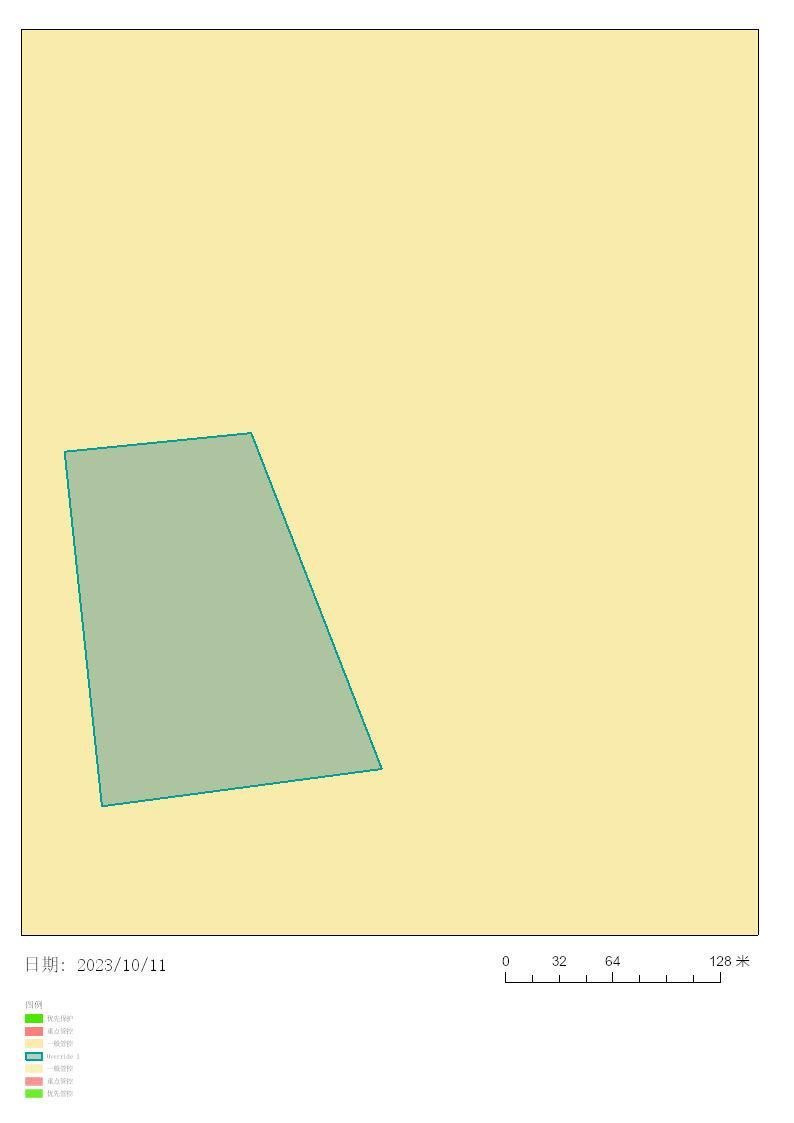 日期: 2023/10/11
0 32 64 128 米
图例
优先保护
重点管控
一般管控
Override 1
一般管控
重点管控
优先管控